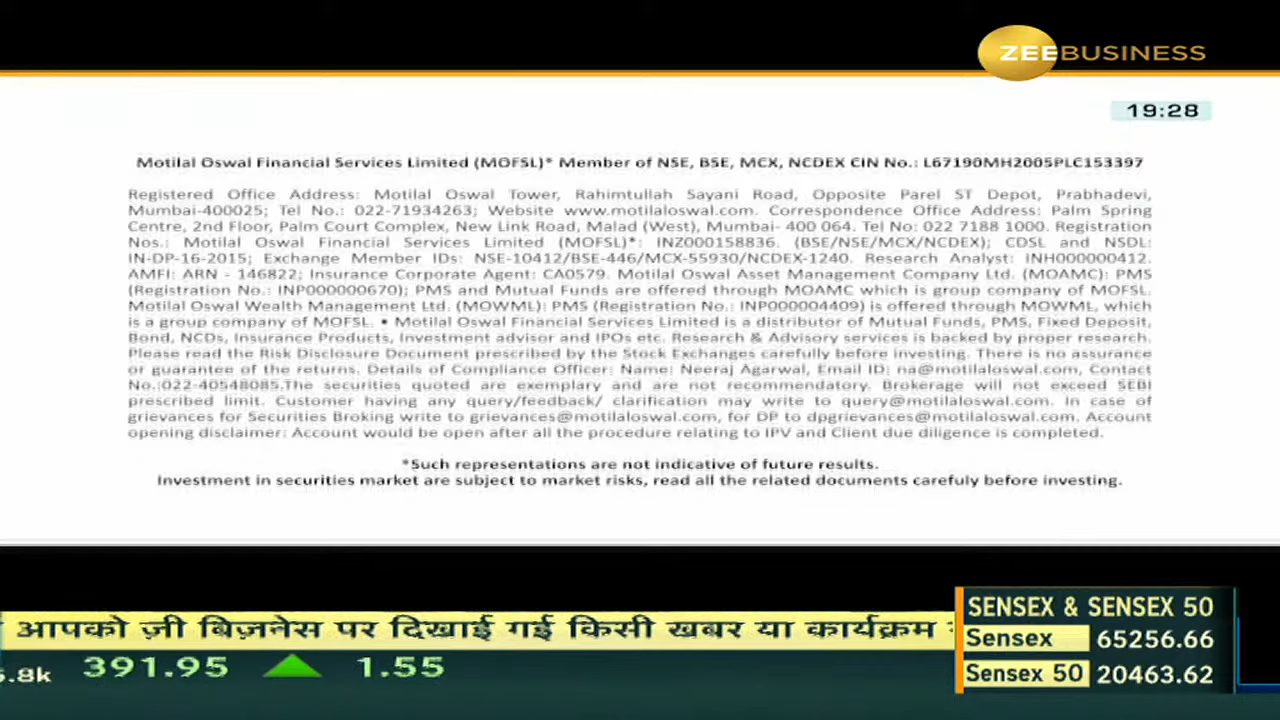 ZEEBUSINESS
19:28
Motilal Oswal Financial Services Limited (MOFSL)* Member of NSE, BSE, MCX, NCDEX CIN No.: L67190MH2005PLC153397
Registered Office Address: Motilal Oswal Tower, Rahimtullah Sayani Road, Opposite Parel ST Depot, Prabhadevi,
Mumbai-400025; Tel No.: 022-71934263; Website www.motilaloswal.com. Correspondence Office Address: Palm Spring
Centre, 2nd Floor, Palm Court Complex, New Link Road, Malad (West), Mumbai- 400 064. Tel No: 022 7188 1000. Registration
Nos.: Motilal Oswal Financial Services Limited (MOFSL)*: INZ000158836. (BSE/NSE/MCX/NCDEX); CDSL and NSDL:
IN-DP-16-2015; Exchange Member IDs: NSE-10412/BSE-446/MCX-55930/NCDEX-1240. Research Analyst: INH000000412.
AMFI: ARN - 146822; Insurance Corporate Agent: CA0579. Motilal Oswal Asset Management Company Ltd. (MOAMC): PMS
(Registration No.: INP000000670); PMS and Mutual Funds are offered through MOAMC which is group company of MOFSL.
Motilal Oswal Wealth Management Ltd. (MOWML): PMS (Registration No.: INP000004409) is offered through MOWML, which
is a group company of MOFSL. • Motilal Oswal Financial Services Limited is a distributor of Mutual Funds, PMS, Fixed Deposit,
Bond, NCDs, Insurance Products, Investment advisor and IPOs etc. Research & Advisory services is backed by proper research.
Please read the Risk Disclosure Document prescribed by the Stock Exchanges carefully before investing. There is no assurance
or guarantee of the returns. Details of Compliance Officer: Name: Neeraj Agarwal, Email ID: na@motilaloswal.com, Contact
No.:022-40548085.The securities quoted are exemplary and are not recommendatory. Brokerage will not exceed SEBI
prescribed limit. Customer having any query/feedback/ clarification may write to query@motilaloswal.com. In case of
grievances for Securities Broking write to grievances@motilaloswal.com, for DP to dpgrievances@motilaloswal.com. Account
opening disclaimer: Account would be open after all the procedure relating to IPV and Client due diligence is completed.
*Such representations are not indicative of future results.
Investment in securities market are subject to market risks, read all the related documents carefuly before investing.
आपको ज़ी बिज़नेस पर दिखाई गई किसी खबर या कार्यक्रम
5.8k 391.95 ▲ 1.55
SENSEX & SENSEX 50
Sensex 65256.66
Sensex 50 20463.62